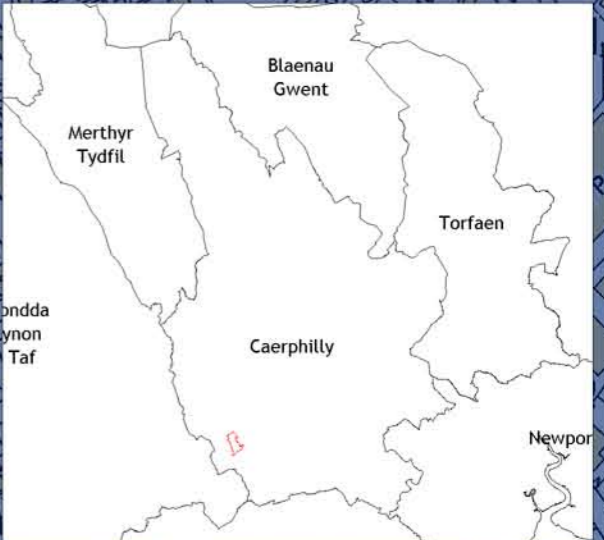 Blaenau
Gwent
Merthyr
Tydfil
Torfaen
ondda
ynon
Taf
Caerphilly
Newpor